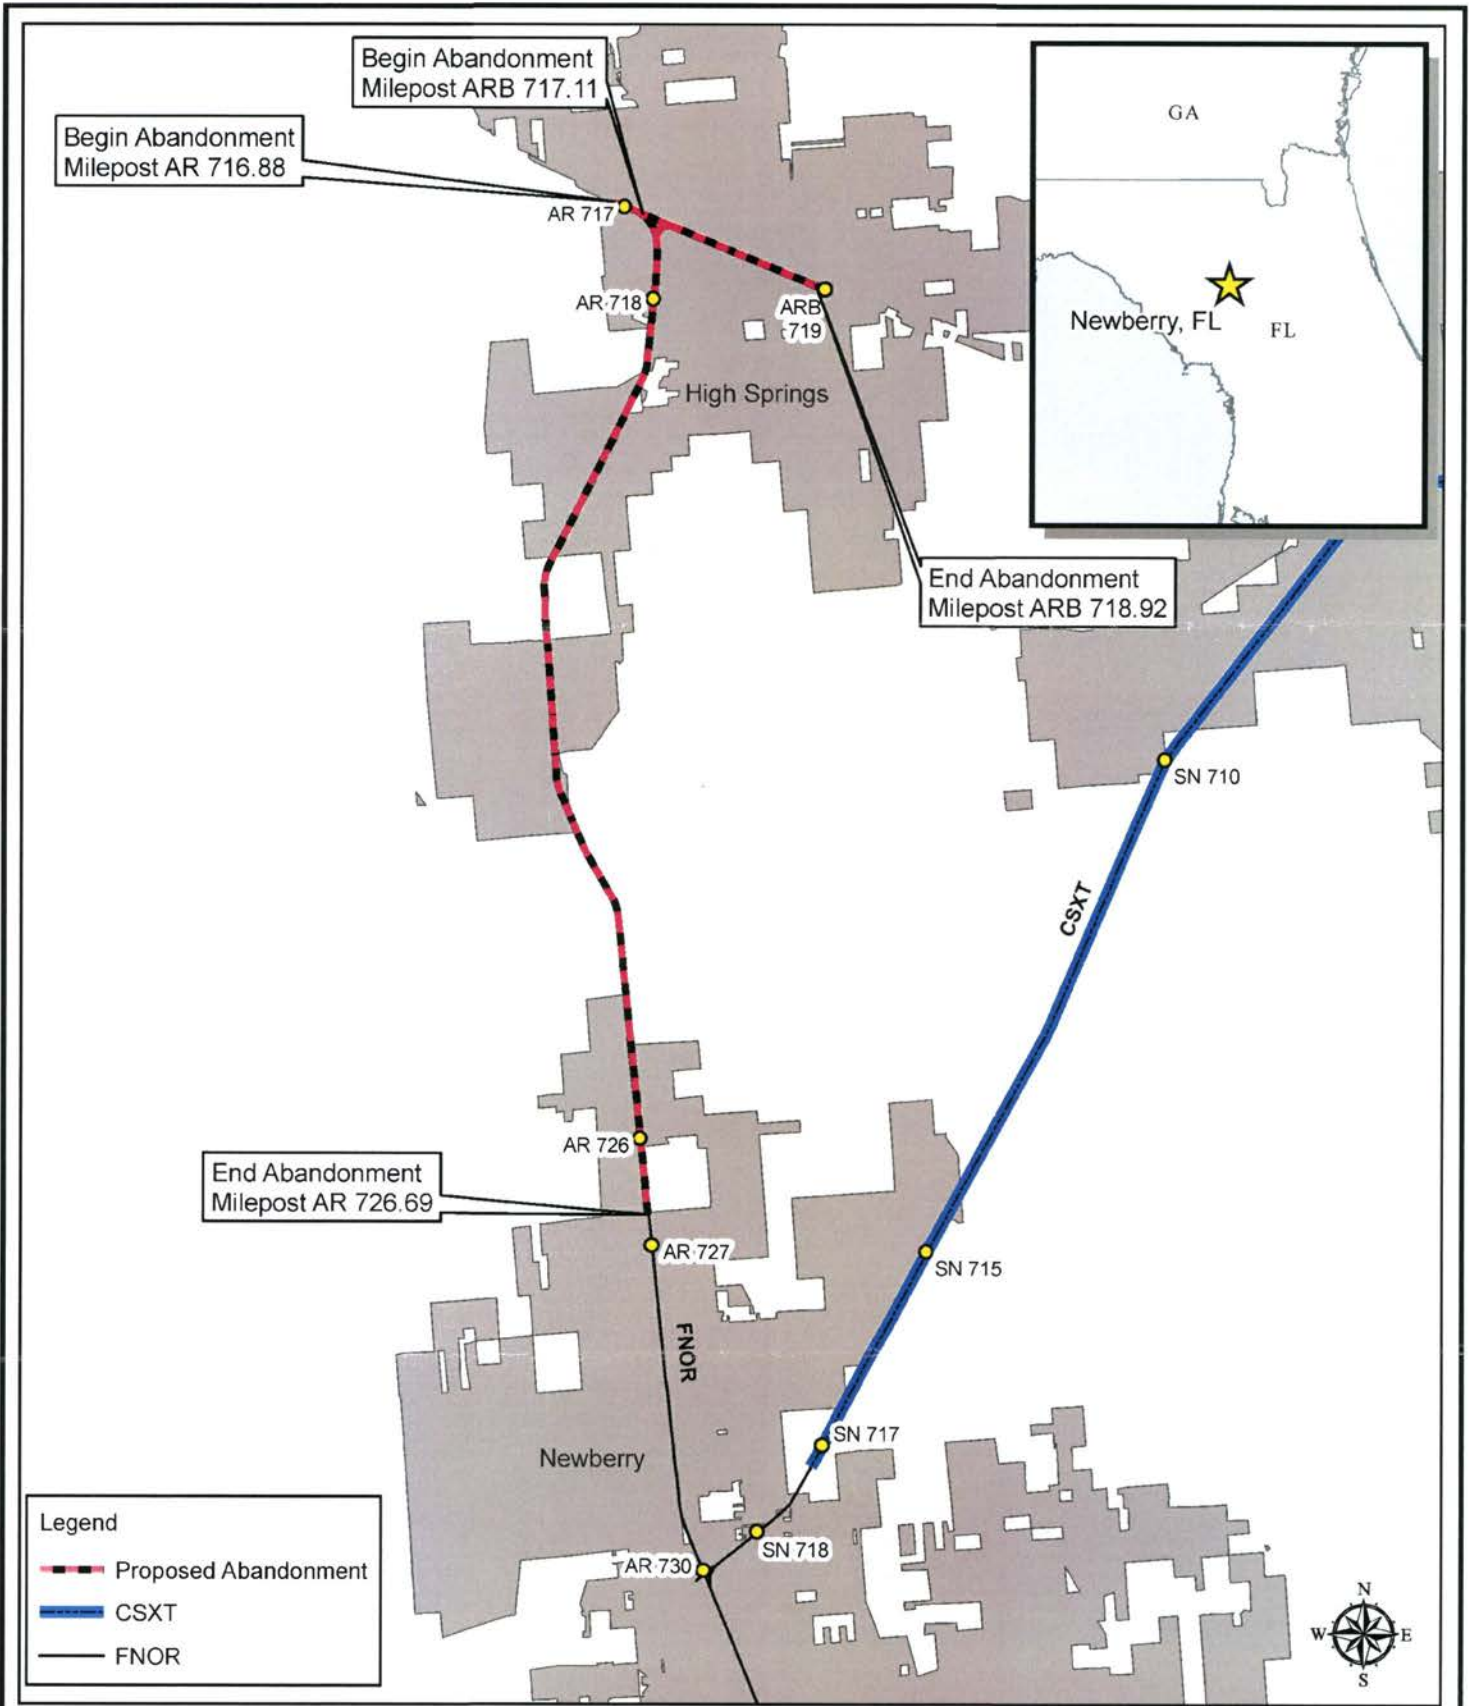 Begin Abandonment
Milepost ARB 717.11
Begin Abandonment
Milepost AR 716.88
GA
AR 717
AR 718
ARB
719
Newberry, FL
FL
High Springs
End Abandonment
Milepost ARB 718.92
SN 710
CSXT
AR 726
End Abandonment
Milepost AR 726.69
AR 727
SN 715
FNOR
SN 717
Newberry
SN 718
AR 730
Legend
Proposed Abandonment
CSXT
FNOR
N
W
E
S